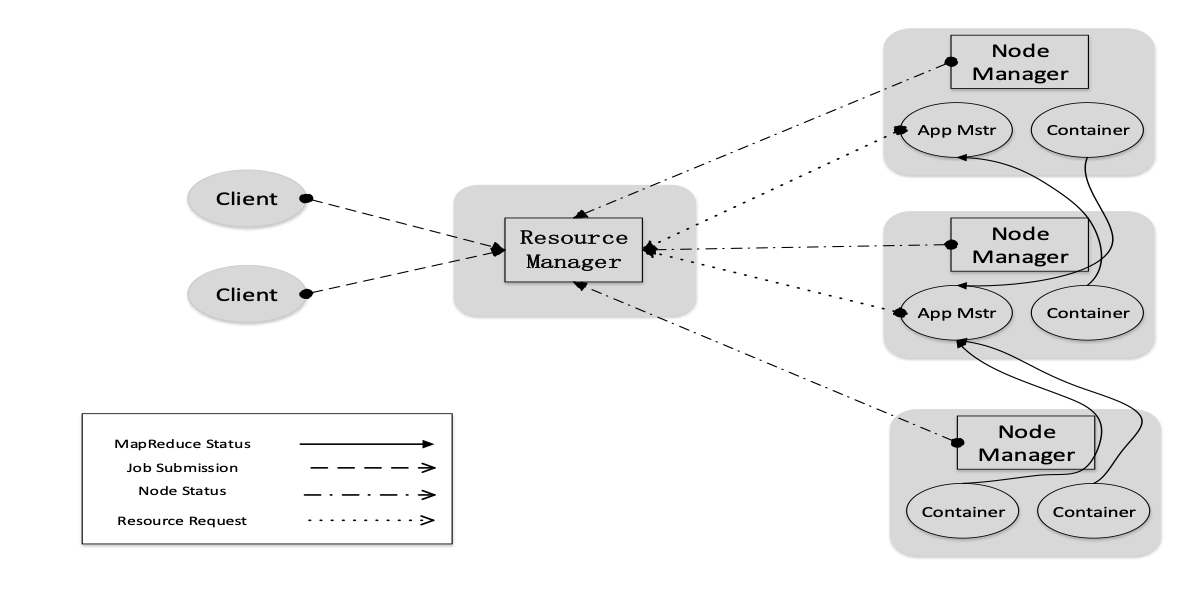 Client
Client
Resource
Manager
Node
Manager
App Mstr
Container
Node
Manager
App Mstr
Container
Node
Manager
Container
Container
MapReduce Status
Job Submission
Node Status
Resource Request